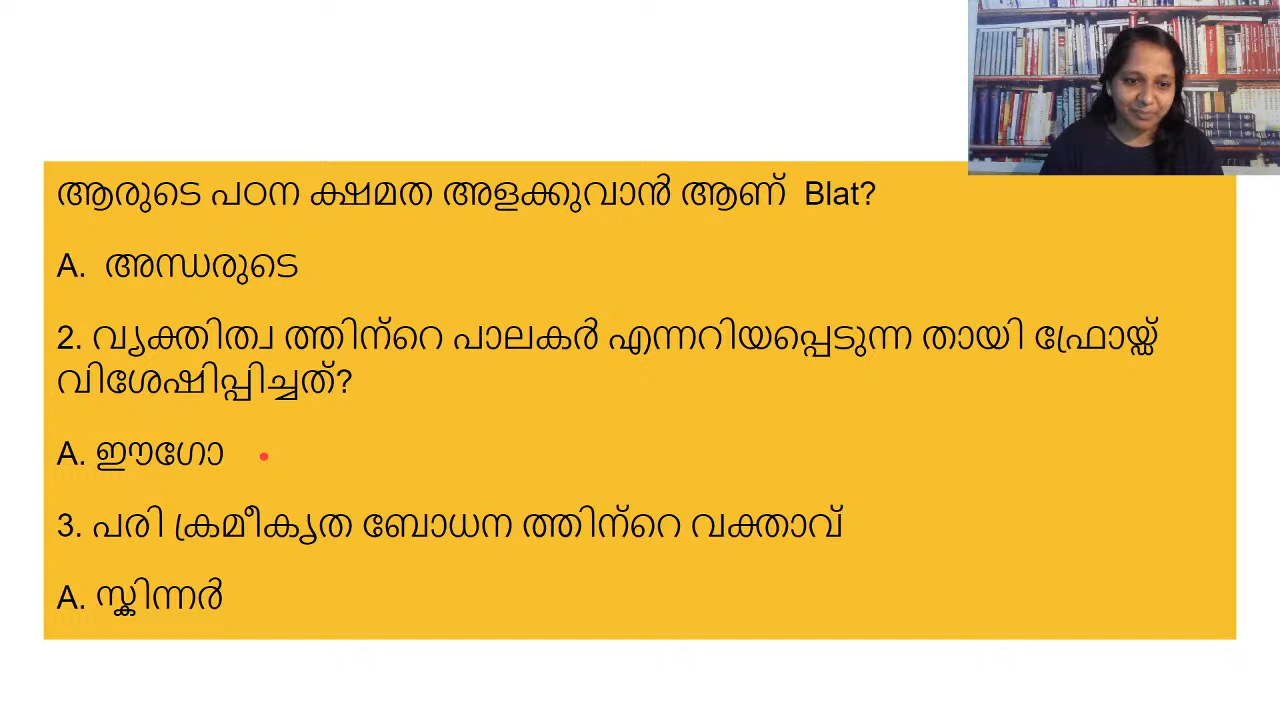 ആരുടെ പഠന ക്ഷമത അളക്കുവാൻ ആണ് Blat?
A. അന്ധരുടെ
2. വ്യക്തിത്വ ത്തിന്റെ പാലകർ എന്നറിയപ്പെടുന്ന തായി ഫ്രോയ്ഡ്
വിശേഷിപ്പിച്ചത്?
A. ഈഗോ
3. പരി ക്രമീകൃത ബോധന ത്തിന്റെ വക്താവ്
A. സ്കിന്നർ